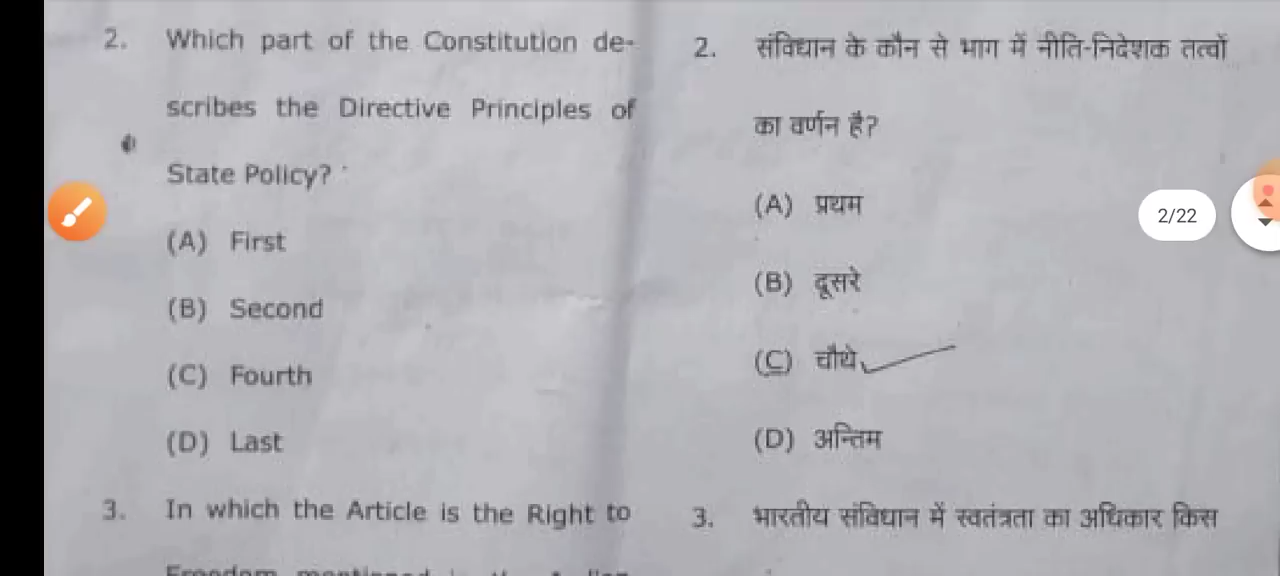 2. Which part of the Constitution de-
scribes the Directive Principles of
State Policy?
(A) First
(B) Second
(C) Fourth
(D) Last
3. In which the Article is the Right to
Freedom mentioned
2. संविधान के कौन से भाग में नीति-निदेशक तत्वों
का वर्णन है?
(A) प्रथम
(B) दूसरे
(C) चौथे
(D) अन्तिम
3. भारतीय संविधान में स्वतंत्रता का अधिकार किस
2/22